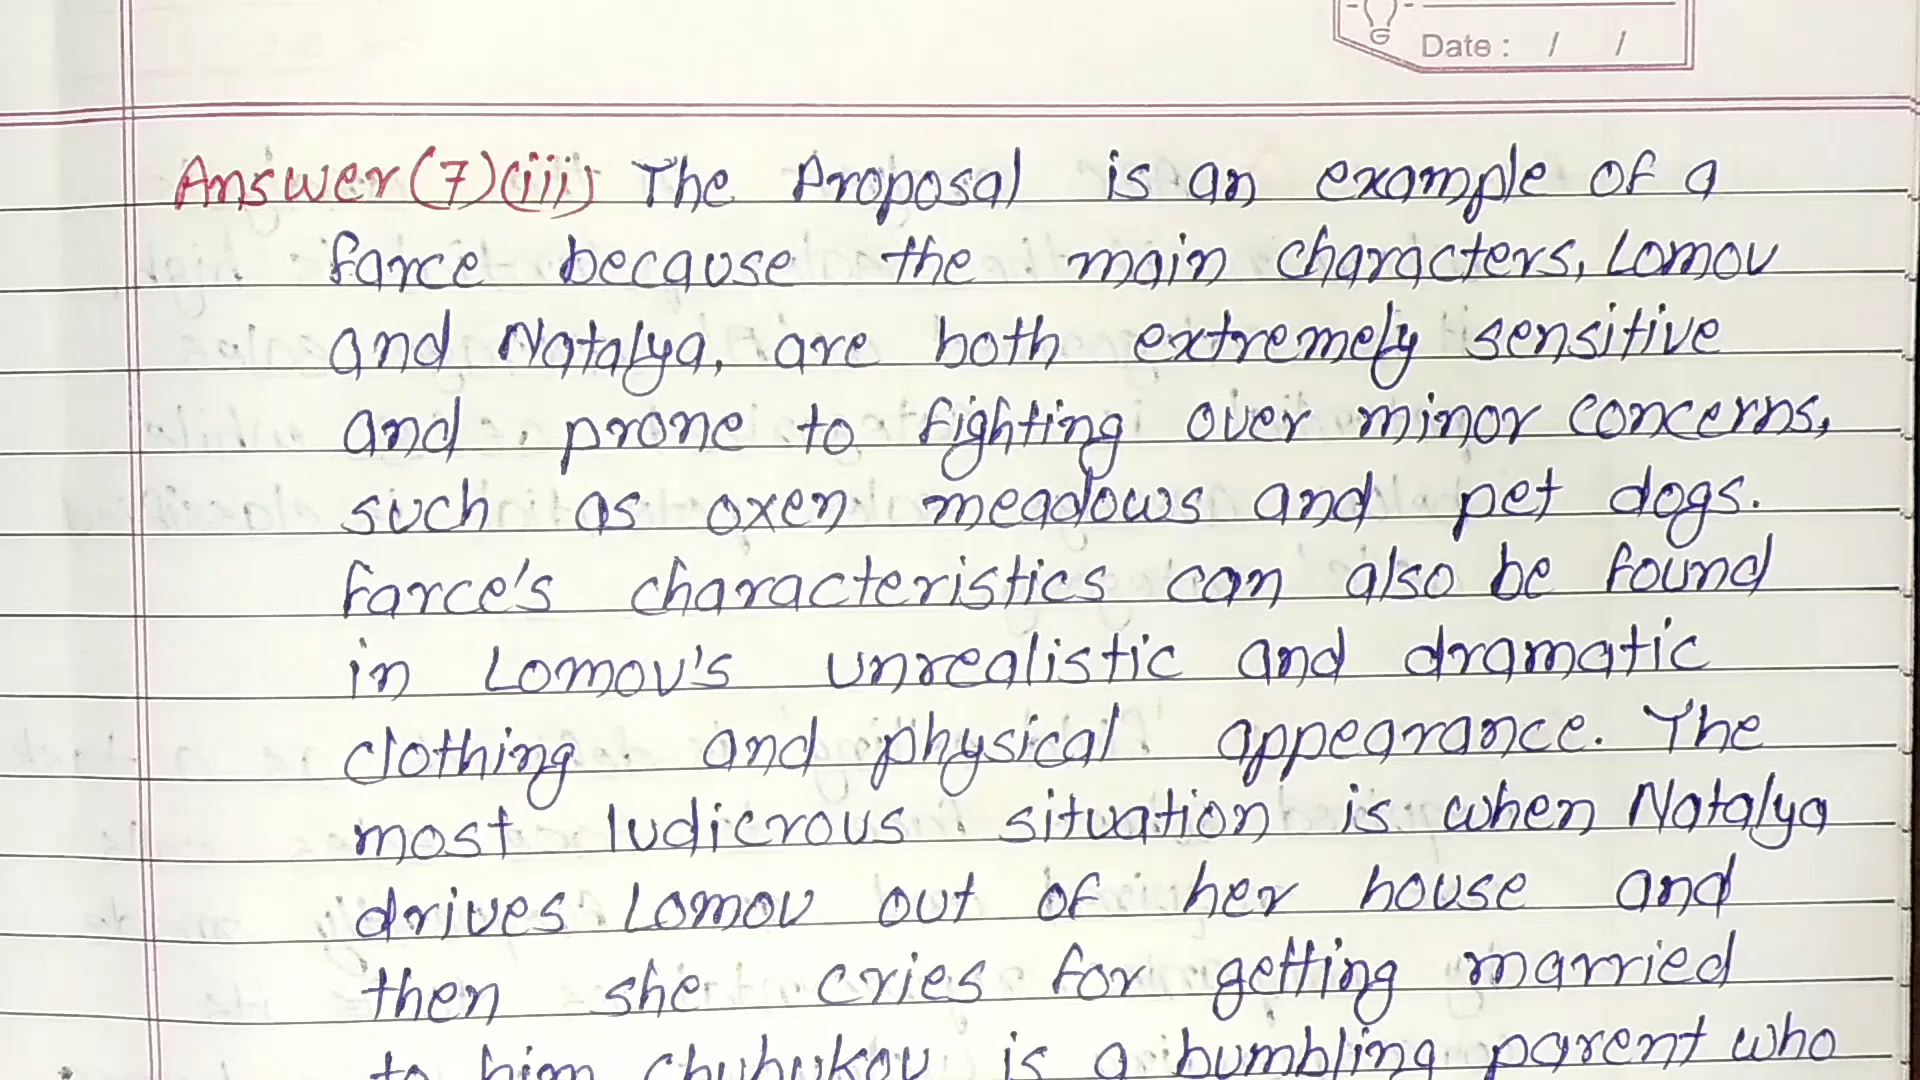 G
Date : / /
Answer(7)(iii) The Proposal is an example of a
farce because the main characters, Lomov
and Natalya, are both extremely sensitive
and prone to fighting over minor concerns,
such as oxen meadows and pet dogs.
Farce's characteristics can also be found
in Lomov's unrealistic and dramatic
clothing and physical appearance. The
most ludicrous situation is when Natalya
drives Lomov out of her house and
then she cries for getting married
to him. Chubukov is a bumbling parent who